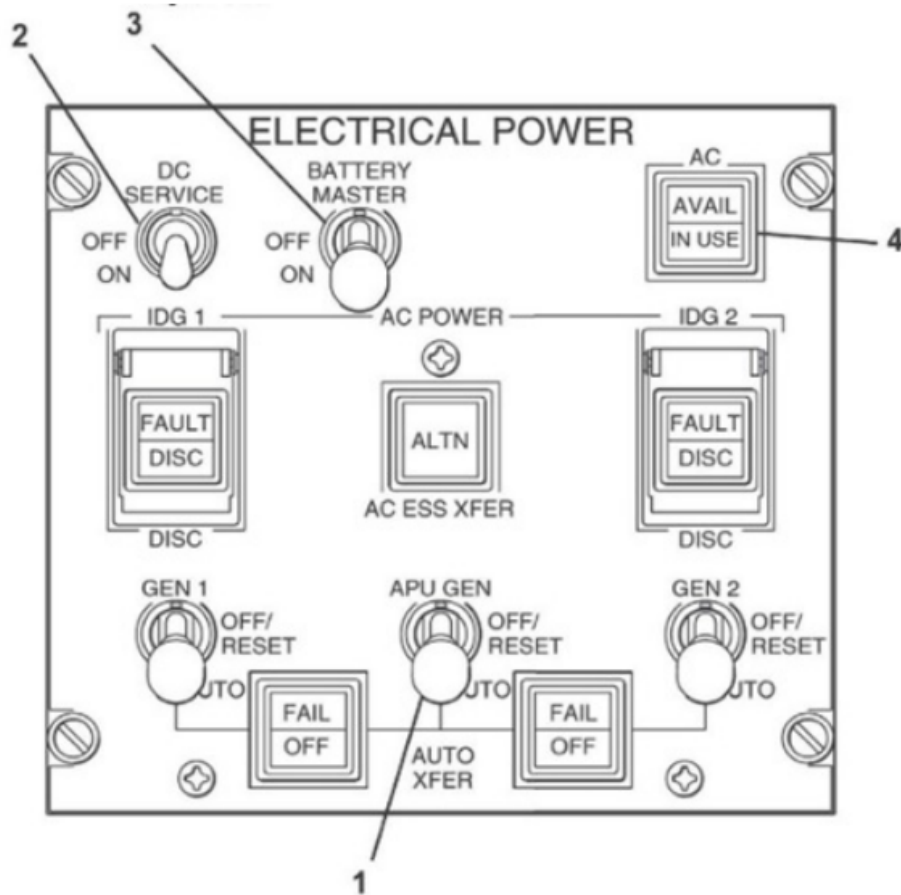 2
3
ELECTRICAL POWER
DC
SERVICE
OFF
ON
BATTERY
MASTER
OFF
ON
AC
AVAIL
IN USE
4
IDG 1
AC POWER
IDG 2
FAULT
DISC
DISC
ALTN
AC ESS XFER
FAULT
DISC
DISC
GEN 1
OFF/
RESET
UTO
APU GEN
OFF/
RESET
UTO
GEN 2
OFF/
RESET
UTO
FAIL
OFF
AUTO
XFER
FAIL
OFF
1